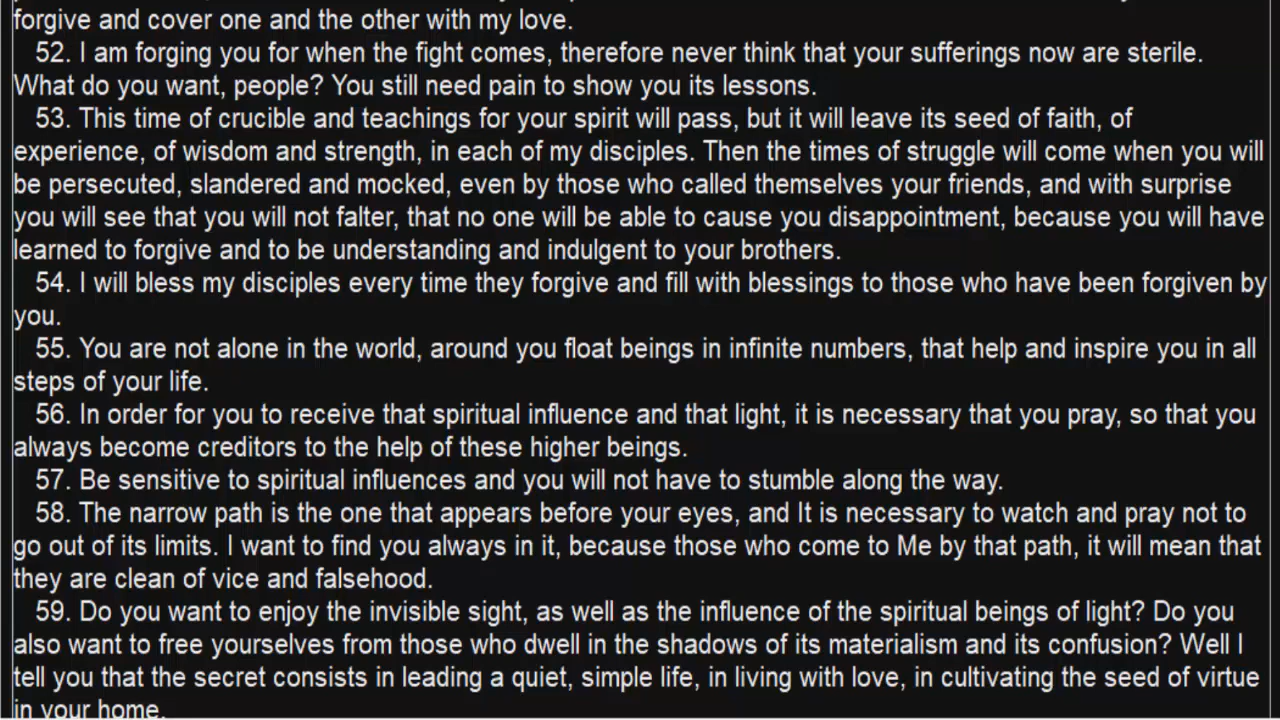 forgive and cover one and the other with my love.
52. I am forging you for when the fight comes, therefore never think that your sufferings now are sterile.
What do you want, people? You still need pain to show you its lessons.
53. This time of crucible and teachings for your spirit will pass, but it will leave its seed of faith, of
experience, of wisdom and strength, in each of my disciples. Then the times of struggle will come when you will
be persecuted, slandered and mocked, even by those who called themselves your friends, and with surprise
you will see that you will not falter, that no one will be able to cause you disappointment, because you will have
learned to forgive and to be understanding and indulgent to your brothers.
54. I will bless my disciples every time they forgive and fill with blessings to those who have been forgiven by
you.
55. You are not alone in the world, around you float beings in infinite numbers, that help and inspire you in all
steps of your life.
56. In order for you to receive that spiritual influence and that light, it is necessary that you pray, so that you
always become creditors to the help of these higher beings.
57. Be sensitive to spiritual influences and you will not have to stumble along the way.
58. The narrow path is the one that appears before your eyes, and It is necessary to watch and pray not to
go out of its limits. I want to find you always in it, because those who come to Me by that path, it will mean that
they are clean of vice and falsehood.
59. Do you want to enjoy the invisible sight, as well as the influence of the spiritual beings of light? Do you
also want to free yourselves from those who dwell in the shadows of its materialism and its confusion? Well I
tell you that the secret consists in leading a quiet, simple life, in living with love, in cultivating the seed of virtue
in your home.